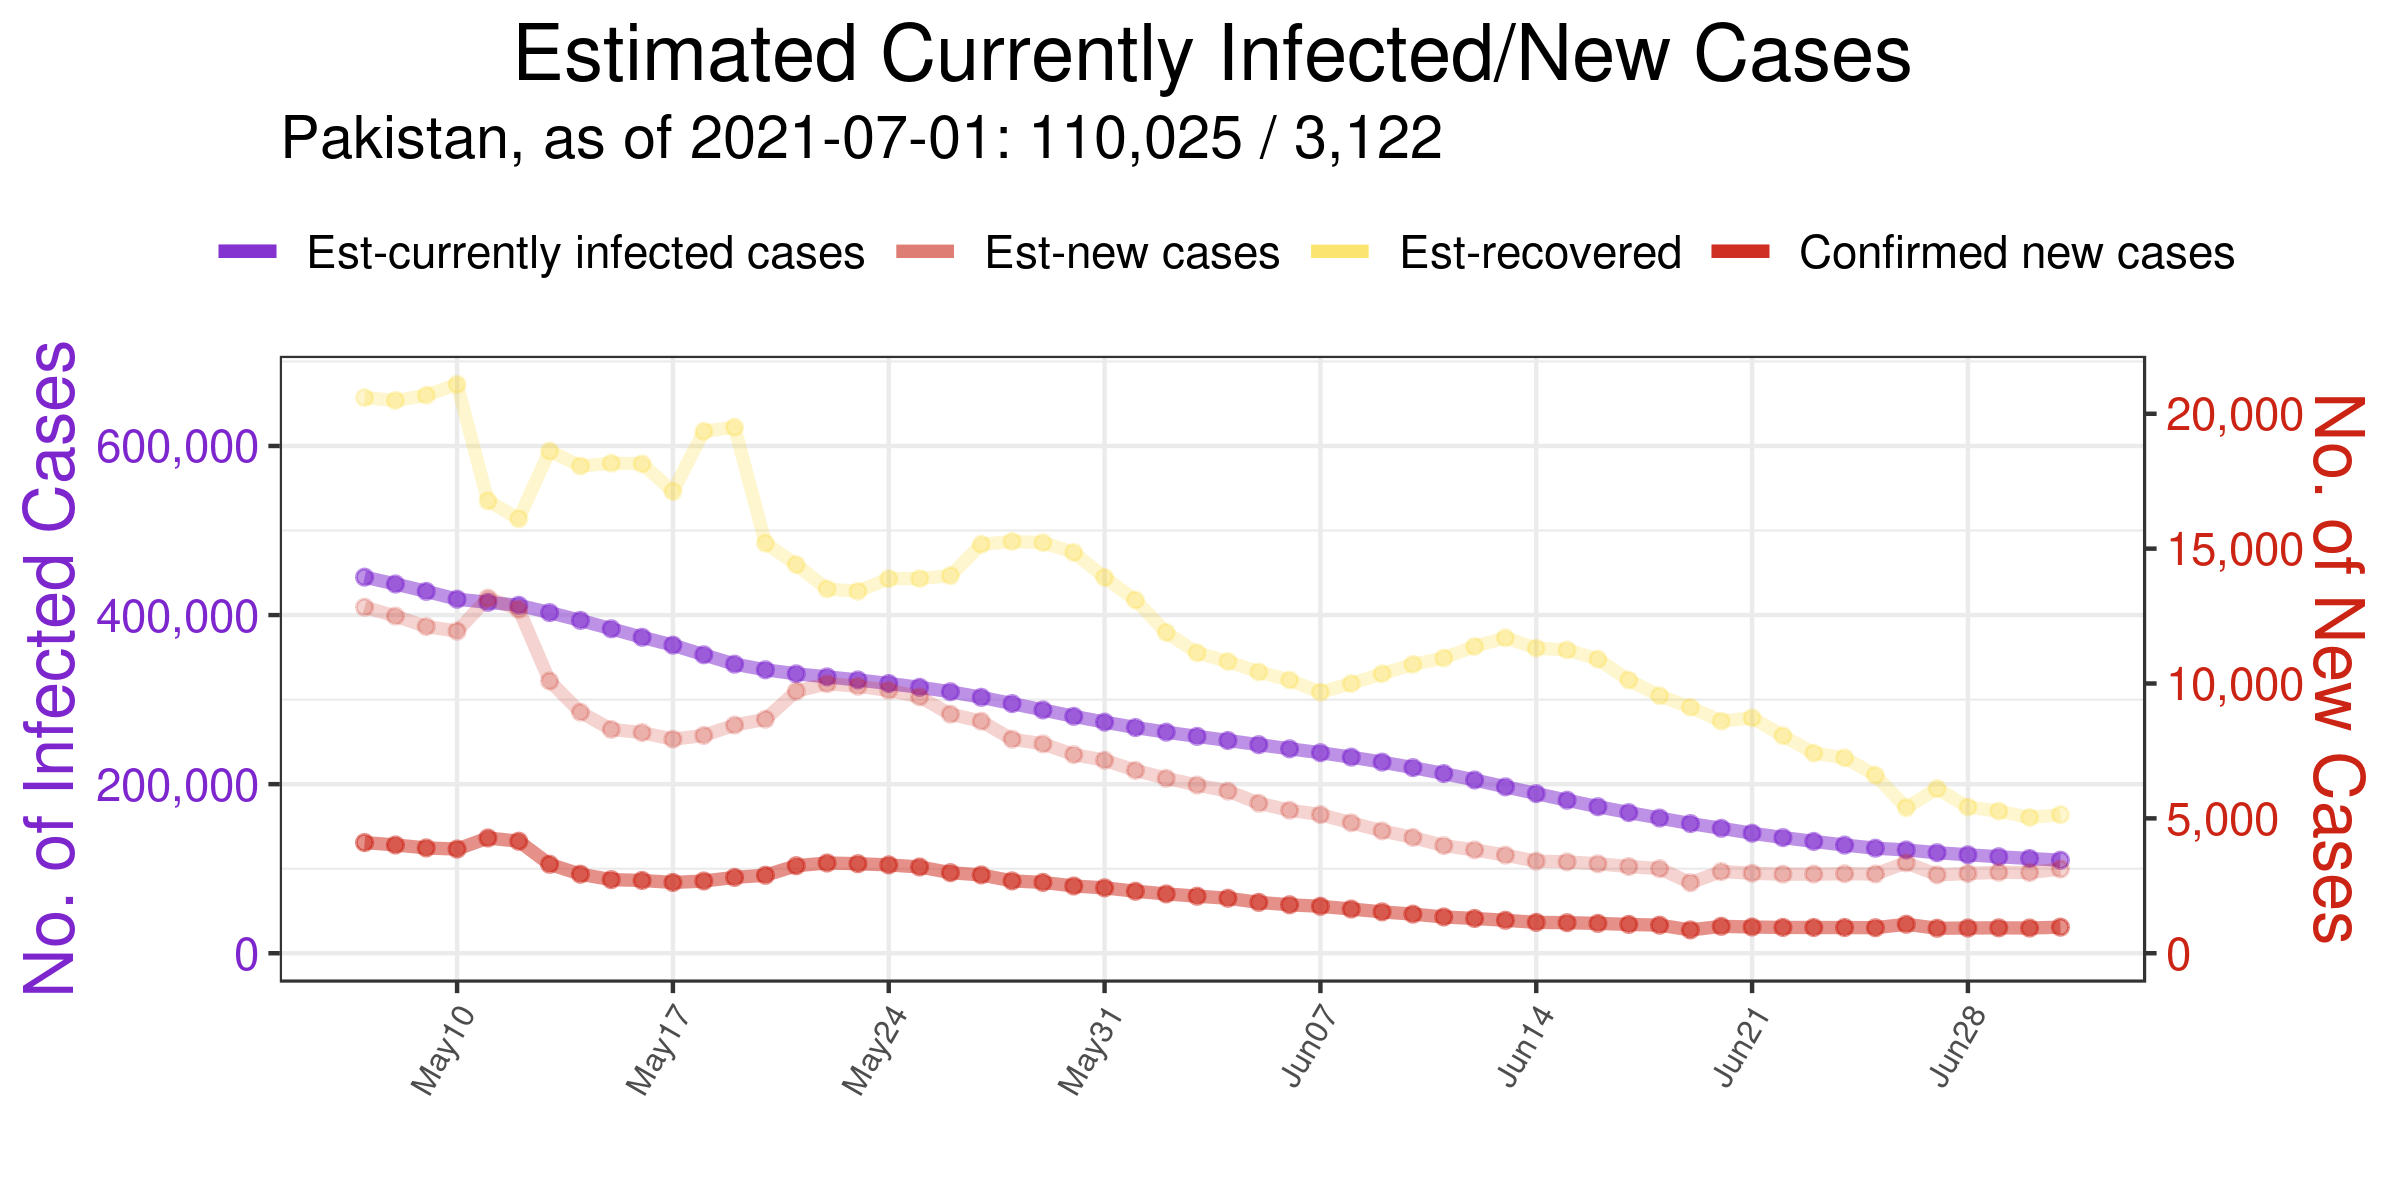 Estimated Currently Infected/New Cases
Pakistan, as of 2021-07-01: 110,025 / 3,122
Est-currently infected cases Est-new cases Est-recovered Confirmed new cases
No. of Infected Cases
600,000
400,000
200,000
0
20,000
15,000
10,000
5,000
0
No. of New Cases
May10 May17 May24 May31 Jun07 Jun14 Jun21 Jun28